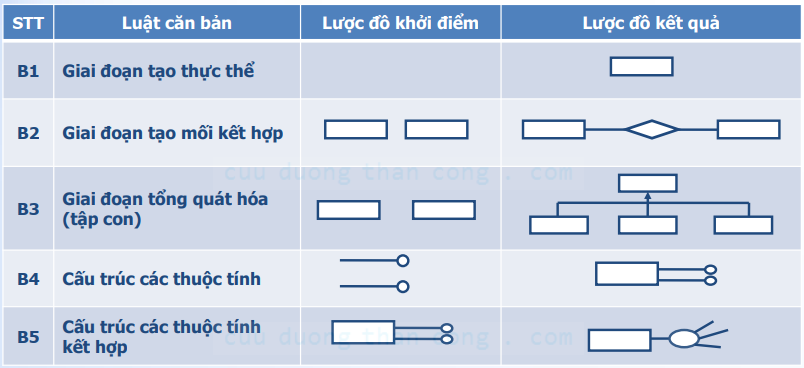 STT Luật căn bản Lược đồ khởi điểm Lược đồ kết quả
B1 Giai đoạn tạo thực thể
B2 Giai đoạn tạo mối kết hợp
cuu duong than cong . com
B3 Giai đoạn tổng quát hóa
(tập con)
B4 Cấu trúc các thuộc tính
B5 Cấu trúc các thuộc tính
kết hợp
cuu duong than cong . com